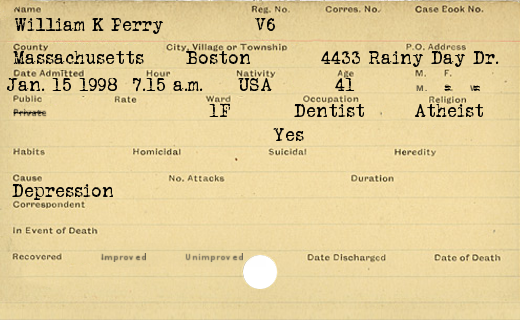 Name Reg. No. Corres. No. Case Book No.
William K Perry V6
County City, Village or Township P.O. Address
Massachusetts Boston 4433 Rainy Day Dr.
Date Admitted Hour Nativity Age M. F.
Jan. 15 1998 7.15 a.m. USA 41 M. S. W.
Public Rate Ward Occupation Religion
Private 1F Dentist Atheist
Yes
Habits Homicidal Suicidal Heredity
Cause No. Attacks Duration
Depression
Correspondent
In Event of Death
Recovered Improved Unimproved Date Discharged Date of Death